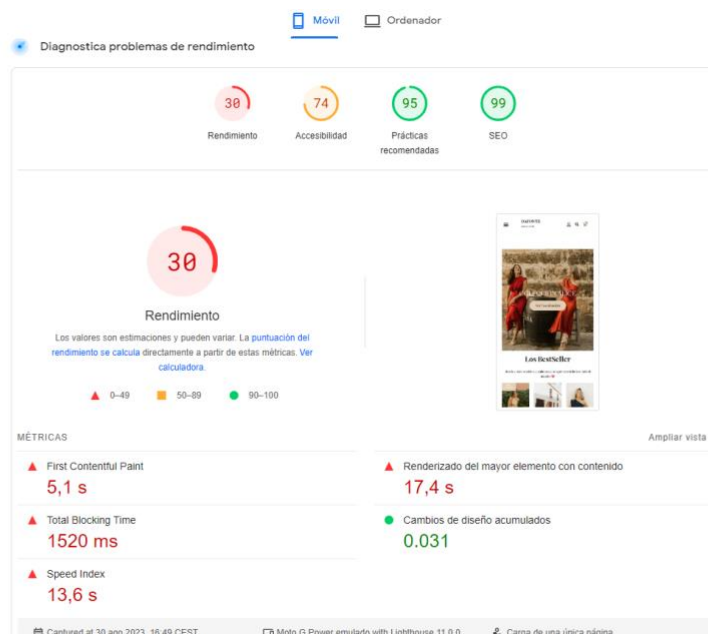 Móvil
Ordenador
Diagnostica problemas de rendimiento
30
74
95
99
Rendimiento
Accesibilidad
Prácticas
recomendadas
SEO
30
Rendimiento
Los valores son estimaciones y pueden variar. La puntuación del
rendimiento se calcula directamente a partir de estas métricas. Ver
calculadora.
0–49
50–89
90–100
Los BestSeller
MÉTRICAS
Ampliar vista
First Contentful Paint
5,1 s
Renderizado del mayor elemento con contenido
17,4 s
Total Blocking Time
1520 ms
Cambios de diseño acumulados
0.031
Speed Index
13,6 s
Captured at 30 ago 2023, 16:49 CEST
Moto G Power emulado with Lighthouse 11.0.0
Carga de una única página